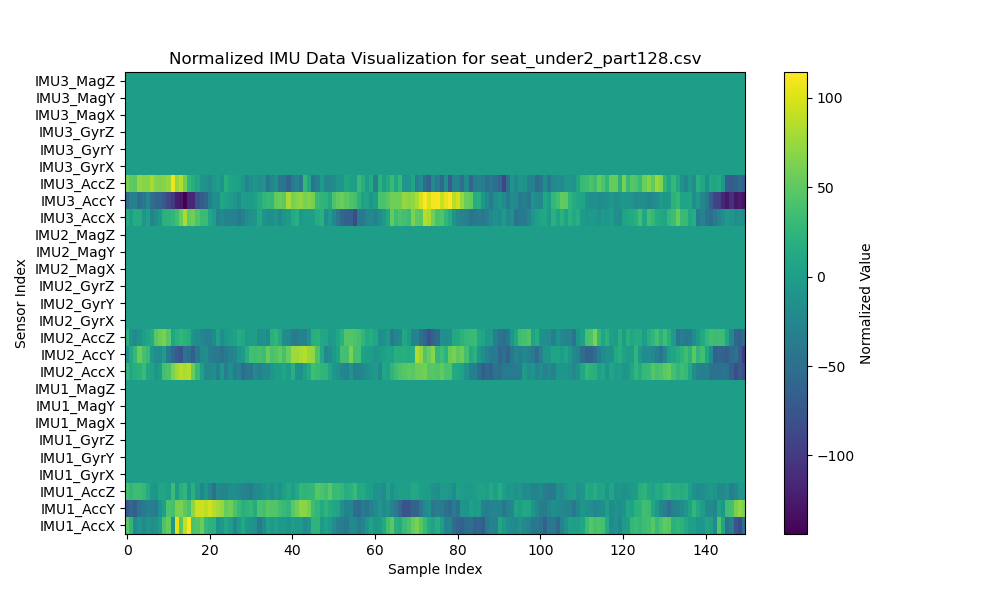 Normalized IMU Data Visualization for seat_under2_part128.csv
IMU3_MagZ
IMU3_MagY
IMU3_MagX
IMU3_GyrZ
IMU3_GyrY
IMU3_GyrX
IMU3_AccZ
IMU3_AccY
IMU3_AccX
IMU2_MagZ
IMU2_MagY
IMU2_MagX
IMU2_GyrZ
IMU2_GyrY
IMU2_GyrX
IMU2_AccZ
IMU2_AccY
IMU2_AccX
IMU1_MagZ
IMU1_MagY
IMU1_MagX
IMU1_GyrZ
IMU1_GyrY
IMU1_GyrX
IMU1_AccZ
IMU1_AccY
IMU1_AccX
Sensor Index
0 20 40 60 80 100 120 140
Sample Index
100
50
0
−50
−100
Normalized Value